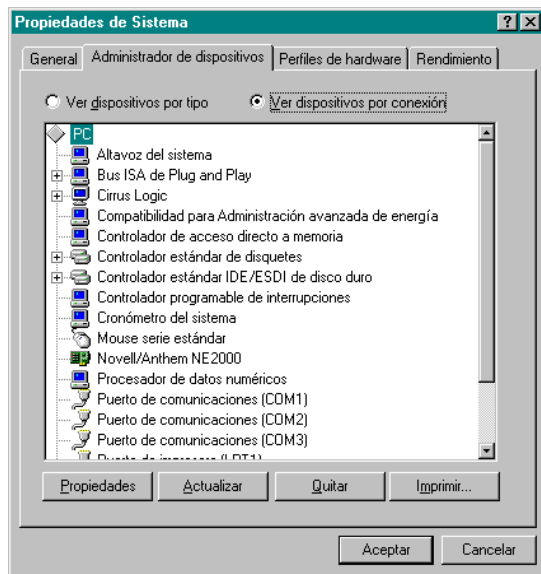 Propiedades de Sistema
General Administrador de dispositivos Perfiles de hardware Rendimiento
Ver dispositivos por tipo Ver dispositivos por conexión
PC
Altavoz del sistema
Bus ISA de Plug and Play
Cirrus Logic
Compatibilidad para Administración avanzada de energía
Controlador de acceso directo a memoria
Controlador estándar de disquetes
Controlador estándar IDE/ESDI de disco duro
Controlador programable de interrupciones
Cronómetro del sistema
Mouse serie estándar
Novell/Anthem NE2000
Procesador de datos numéricos
Puerto de comunicaciones (COM1)
Puerto de comunicaciones (COM2)
Puerto de comunicaciones (COM3)
Puerto de impresora (LPT1)
Propiedades Actualizar Quitar Imprimir...
Aceptar Cancelar